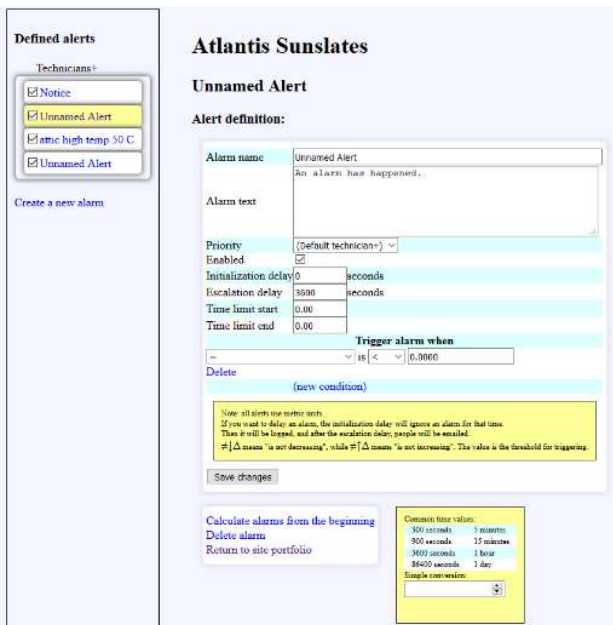 Defined alerts
Technicians+
Notice
Unnamed Alert
attic high temp 50 C
Unnamed Alert
Create a new alarm
Atlantis Sunslates
Unnamed Alert
Alert definition:
Alarm name Unnamed Alert
Alarm text An alarm has happened.
Priority (Default technician+)
Enabled
Initialization delay 0 seconds
Escalation delay 3600 seconds
Time limit start 0.00
Time limit end 0.00
Trigger alarm when
~ is < 0.0000
Delete
(new condition)
Note: all alerts use metric units.
If you want to delay an alarm, the initialization delay will ignore an alarm for that time.
Then it will be logged, and after the escalation delay, people will be emailed.
≠↓Δ means "is not decreasing", while ≠↑Δ means "is not increasing". The value is the threshold for triggering.
Save changes
Calculate alarms from the beginning
Delete alarm
Return to site portfolio
Common time values:
300 seconds 5 minutes
900 seconds 15 minutes
3600 seconds 1 hour
86400 seconds 1 day
Simple conversion: